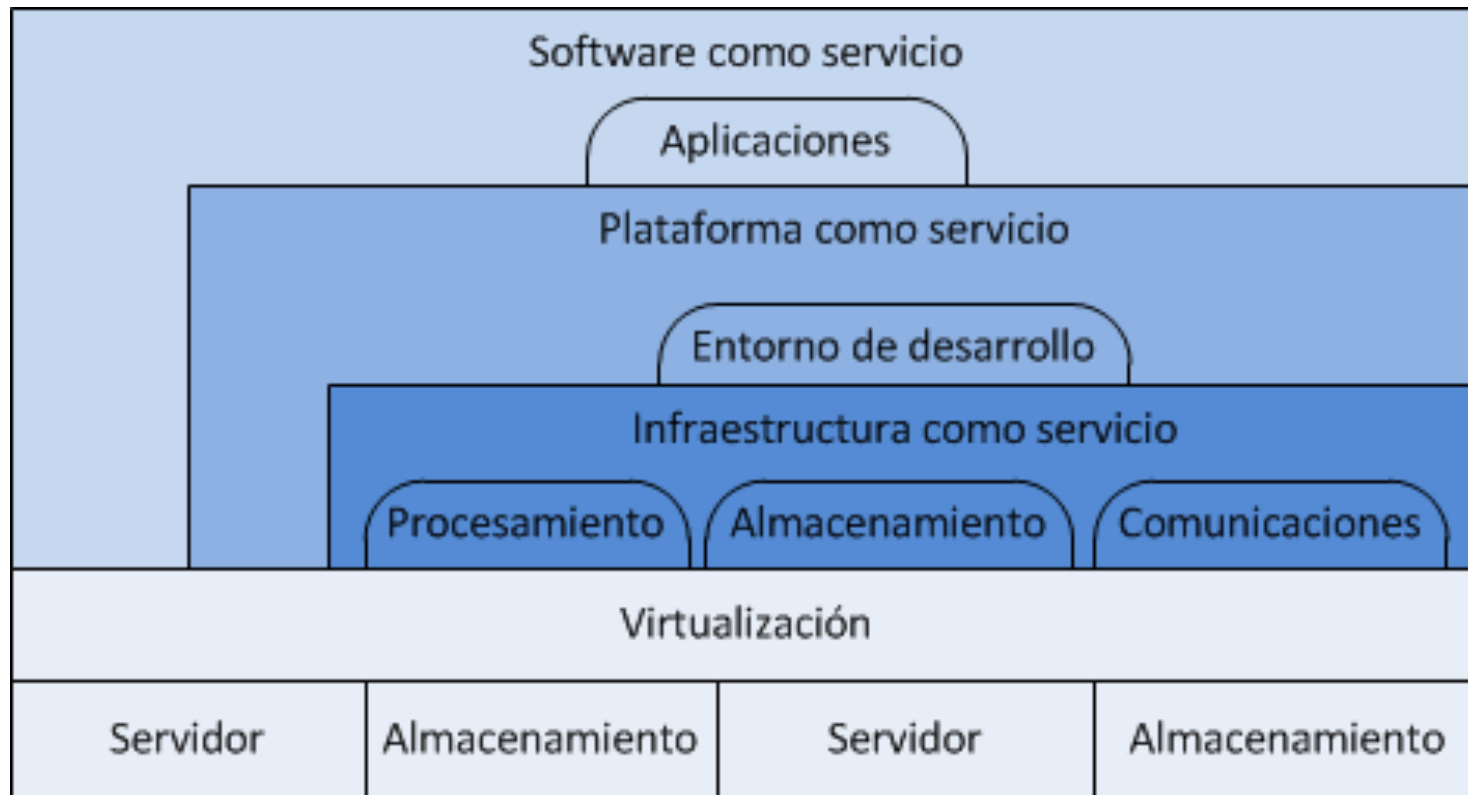 Software como servicio
Aplicaciones
Plataforma como servicio
Entorno de desarrollo
Infraestructura como servicio
Procesamiento
Almacenamiento
Comunicaciones
Virtualización
Servidor
Almacenamiento
Servidor
Almacenamiento